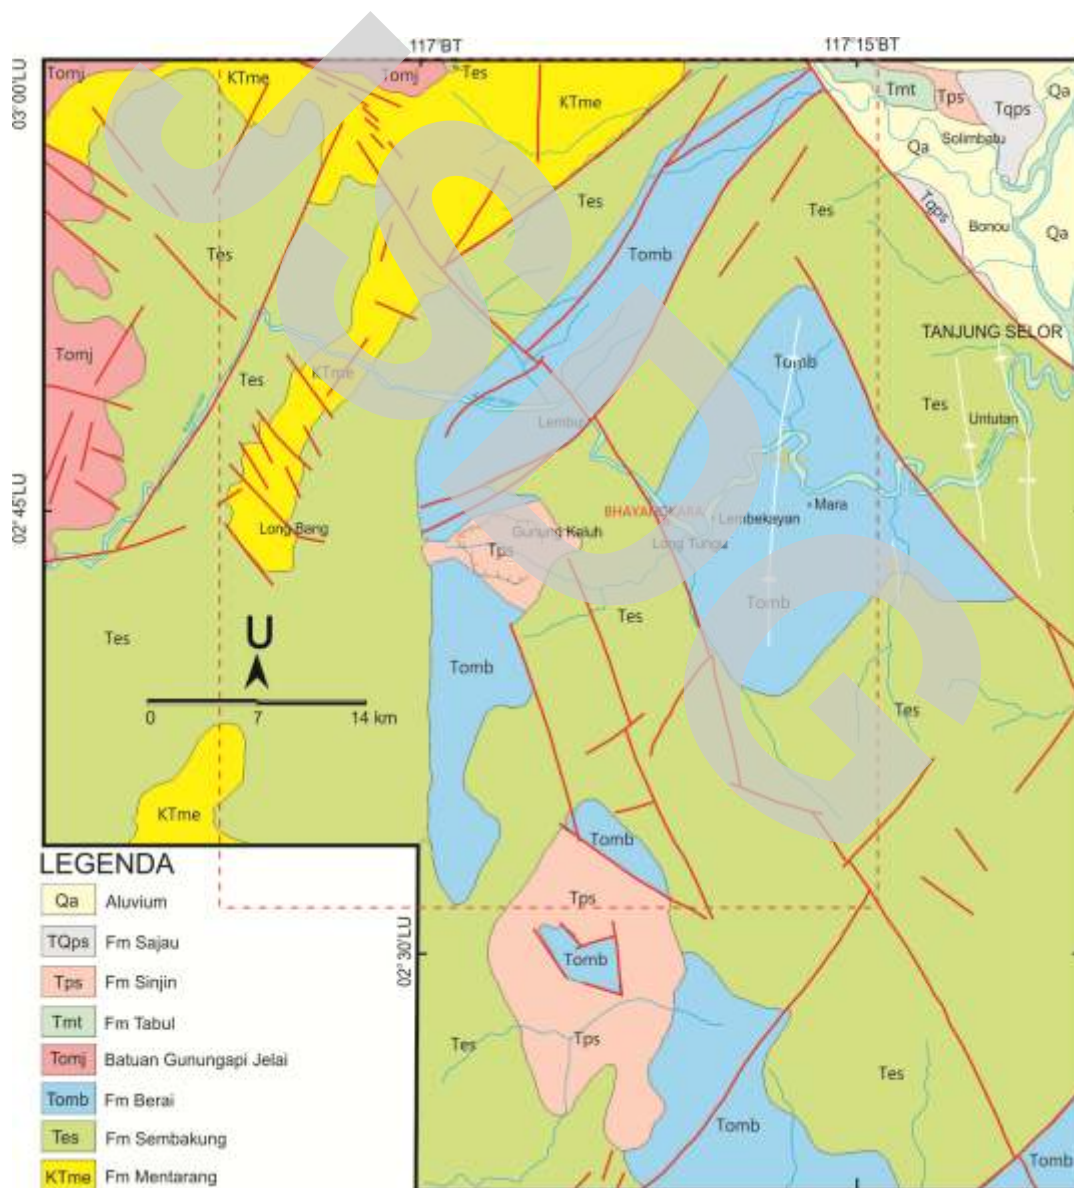 117°BT
117°15'BT
03°00'LU
Tomj
KTme
Tomj
Tes
KTme
Tmt
Tps
Tqps
Qa
Solimbatu
Qa
Tes
Tes
Tqps
Bonou
Qa
Tes
Tomb
TANJUNG SELOR
Tomj
Tes
KTme
Tomb
Tes
Untutan
Lembu
02°45'LU
Long Bang
Gunung Kaluh
Tps
BHAYANGKARA
Lembekayan
Mara
Long Tungu
Tes
Tes
Tomb
U
Tomb
Tes
0
7
14 km
KTme
Tomb
LEGENDA
Qa Aluvium
TQps Fm Sajau
Tps Fm Sinjin
Tmt Fm Tabul
Tomj Batuan Gunungapi Jelai
Tomb Fm Berai
Tes Fm Sembakung
KTme Fm Mentarang
Tps
02°30'LU
Tomb
Tes
Tps
Tes
Tomb
Tomb